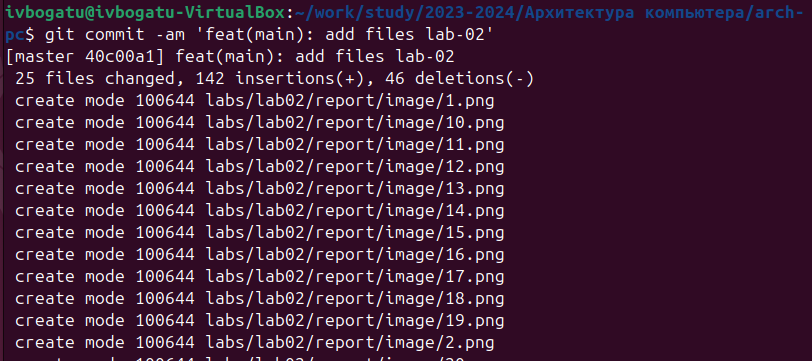 ivbogatu@ivbogatu-VirtualBox:~/work/study/2023-2024/Архитектура компьютера/arch-
pc$ git commit -am 'feat(main): add files lab-02'
[master 40c00a1] feat(main): add files lab-02
 25 files changed, 142 insertions(+), 46 deletions(-)
 create mode 100644 labs/lab02/report/image/1.png
 create mode 100644 labs/lab02/report/image/10.png
 create mode 100644 labs/lab02/report/image/11.png
 create mode 100644 labs/lab02/report/image/12.png
 create mode 100644 labs/lab02/report/image/13.png
 create mode 100644 labs/lab02/report/image/14.png
 create mode 100644 labs/lab02/report/image/15.png
 create mode 100644 labs/lab02/report/image/16.png
 create mode 100644 labs/lab02/report/image/17.png
 create mode 100644 labs/lab02/report/image/18.png
 create mode 100644 labs/lab02/report/image/19.png
 create mode 100644 labs/lab02/report/image/2.png